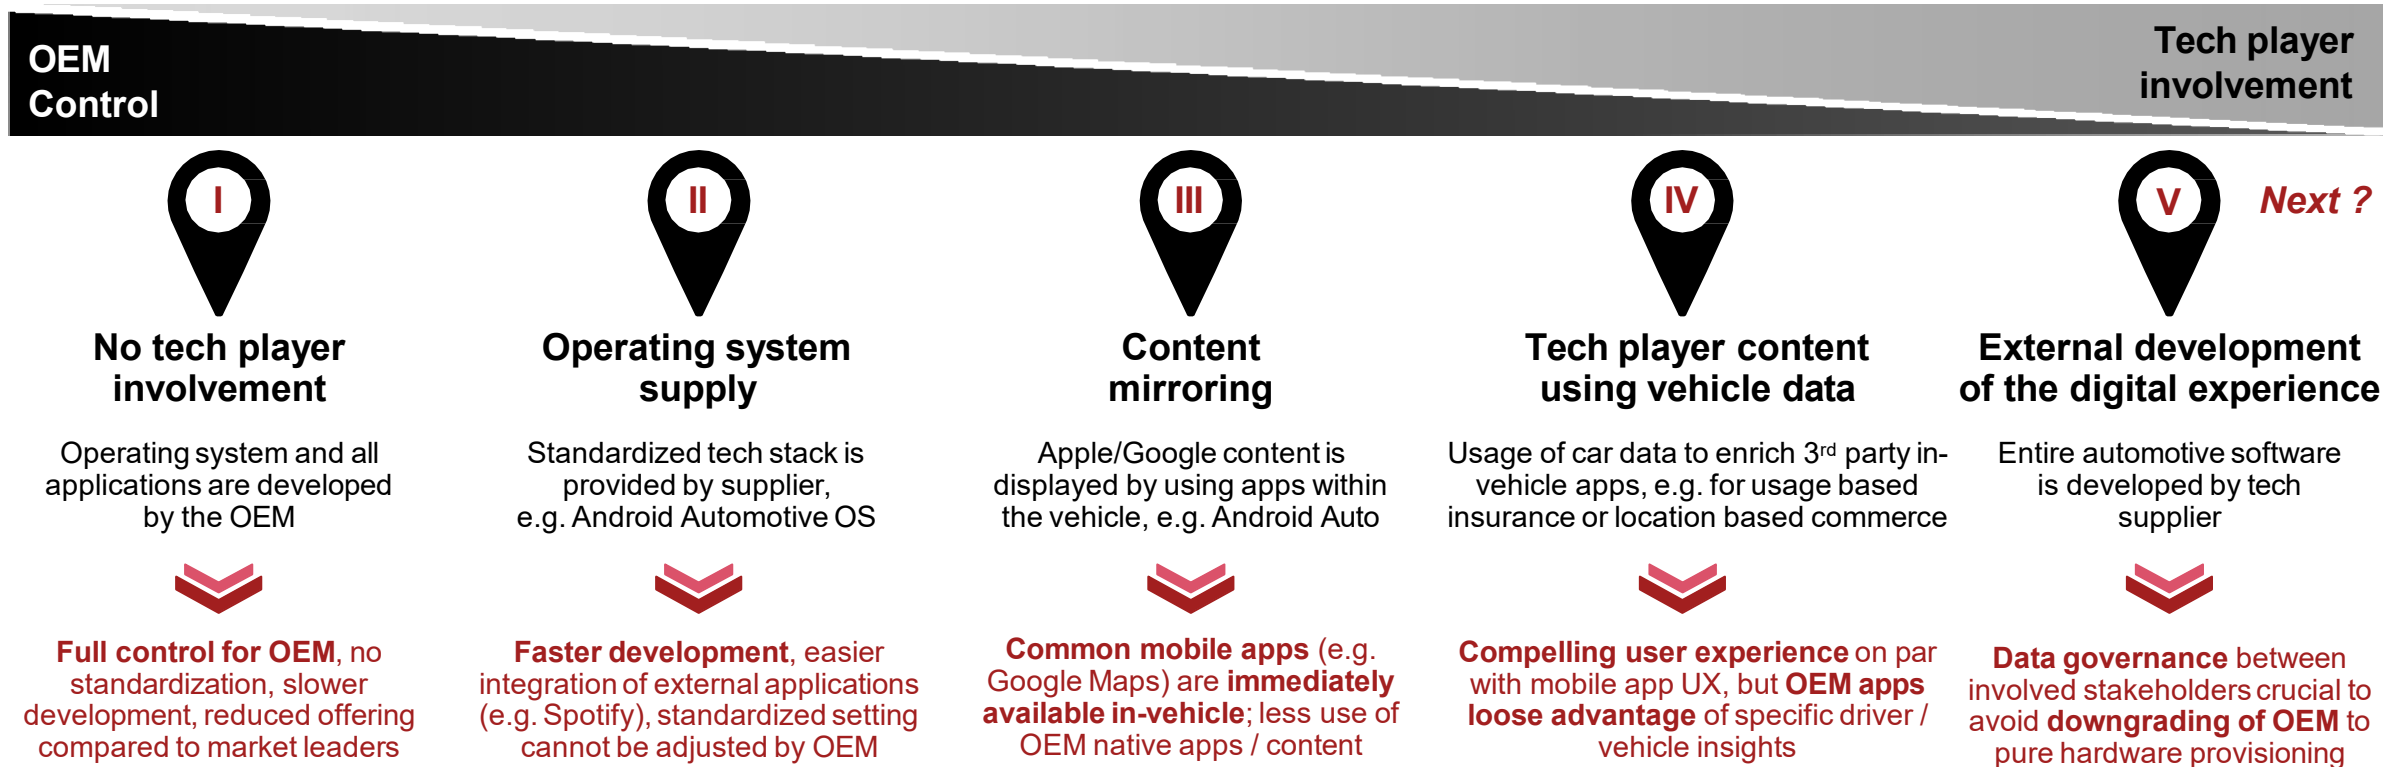 OEM
Control
Tech player
involvement
I
II
III
IV
V
Next ?
No tech player
involvement
Operating system and all
applications are developed
by the OEM
Full control for OEM, no
standardization, slower
development, reduced offering
compared to market leaders
Operating system
supply
Standardized tech stack is
provided by supplier,
e.g. Android Automotive OS
Faster development, easier
integration of external applications
(e.g. Spotify), standardized setting
cannot be adjusted by OEM
Content
mirroring
Apple/Google content is
displayed by using apps within
the vehicle, e.g. Android Auto
Common mobile apps (e.g.
Google Maps) are immediately
available in-vehicle; less use of
OEM native apps / content
Tech player content
using vehicle data
Usage of car data to enrich 3rd party in-
vehicle apps, e.g. for usage based
insurance or location based commerce
Compelling user experience on par
with mobile app UX, but OEM apps
loose advantage of specific driver /
vehicle insights
External development
of the digital experience
Entire automotive software
is developed by tech
supplier
Data governance between
involved stakeholders crucial to
avoid downgrading of OEM to
pure hardware provisioning